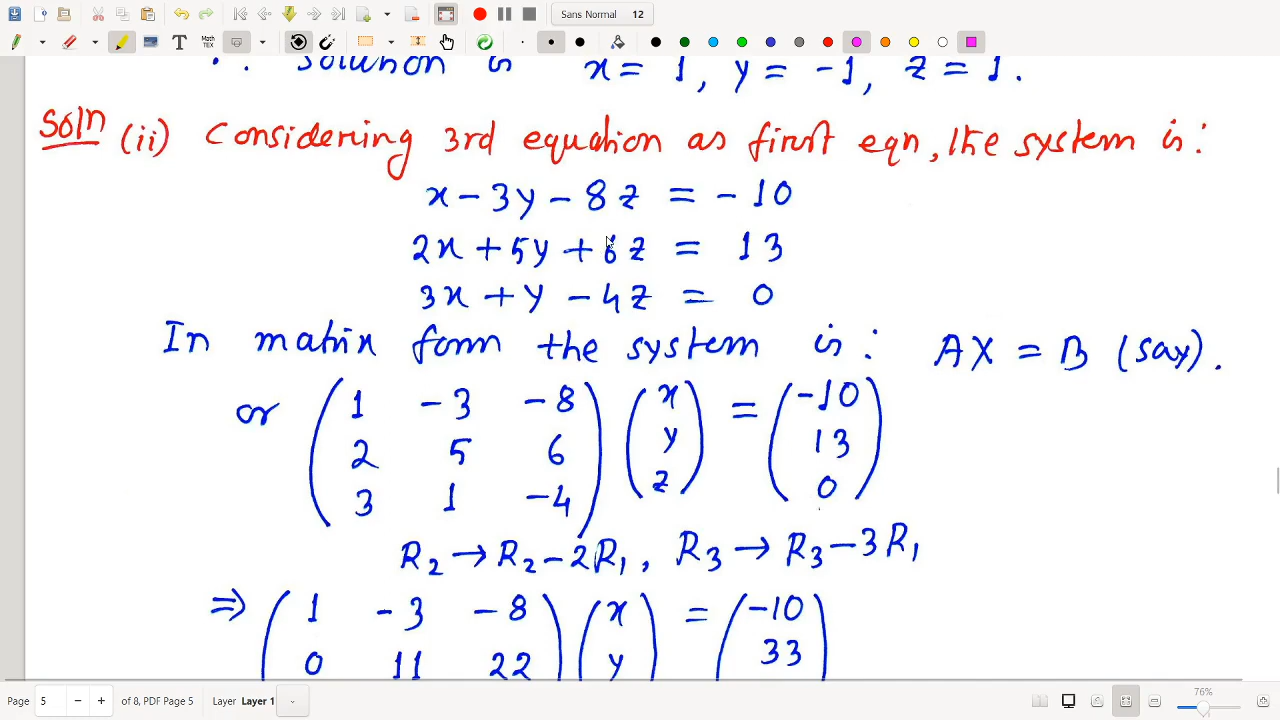 Sans Normal 12
Math TEX
∴ Solution is x = 1, y = -1, z = 1.
Soln (ii) Considering 3rd equation as first eqn, the system is:
x - 3y - 8z = -10
2x + 5y + 6z = 13
3x + y - 4z = 0
In matrix form the system is: AX = B (say).
or ( 1 -3 -8 ) ( x ) = ( -10 )
2 5 6 y 13
3 1 -4 z 0
R₂ → R₂ - 2R₁, R₃ → R₃ - 3R₁
⇒ ( 1 -3 -8 ) ( x ) = ( -10 )
0 11 22 y 33
Page 5 of 8, PDF Page 5 Layer Layer 1 76%